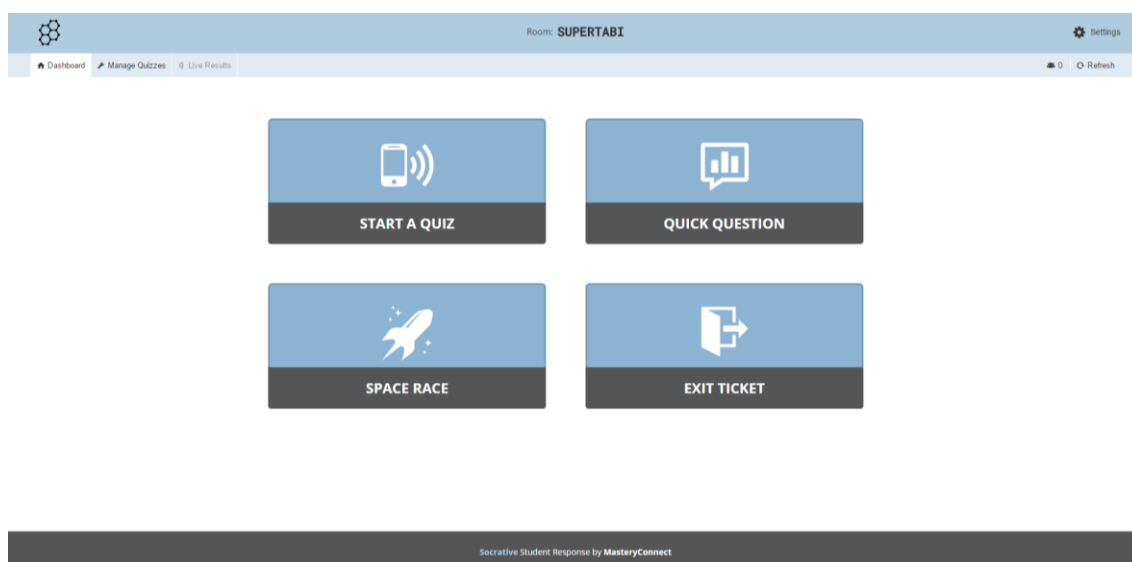 Room: SUPERTABI
Settings
Dashboard
Manage Quizzes
Live Results
0
Refresh
START A QUIZ
QUICK QUESTION
SPACE RACE
EXIT TICKET
Socrative Student Response by MasteryConnect